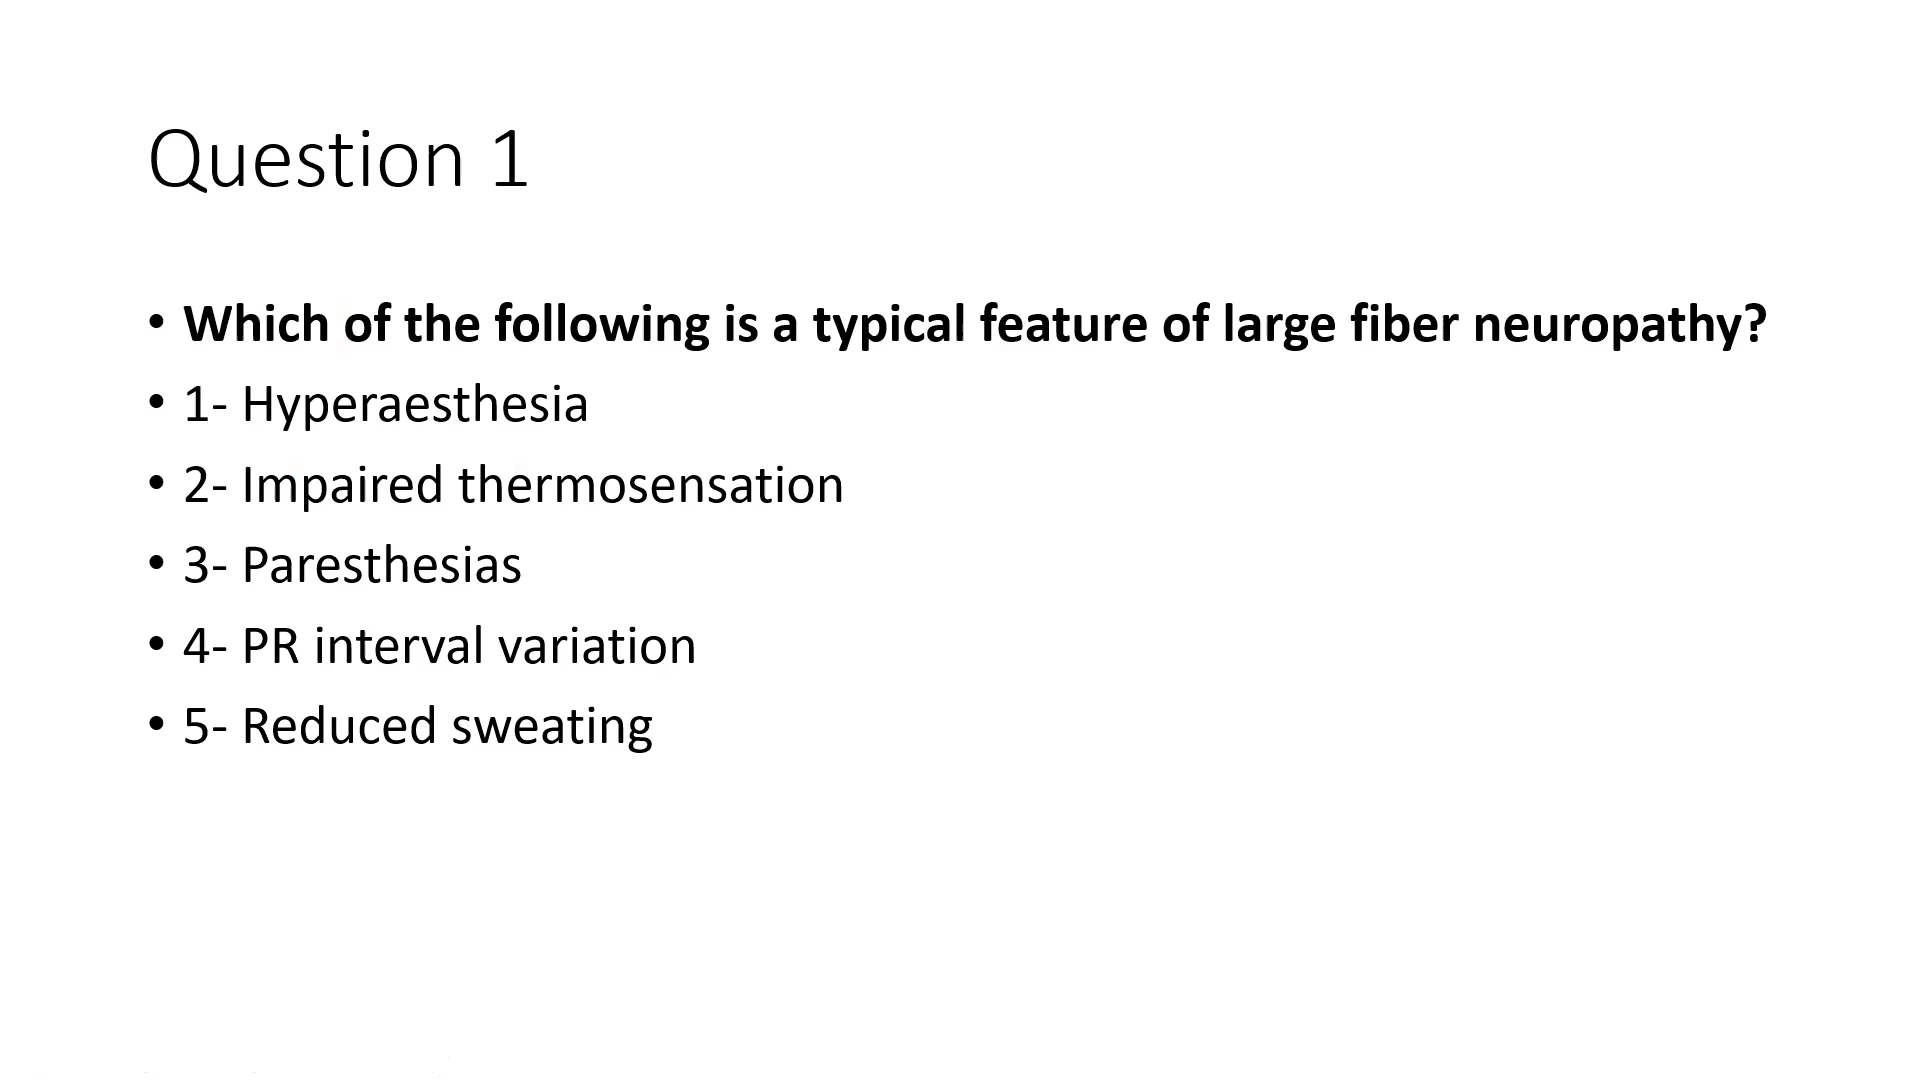 Question 1
• Which of the following is a typical feature of large fiber neuropathy?
• 1- Hyperaesthesia
• 2- Impaired thermosensation
• 3- Paresthesias
• 4- PR interval variation
• 5- Reduced sweating